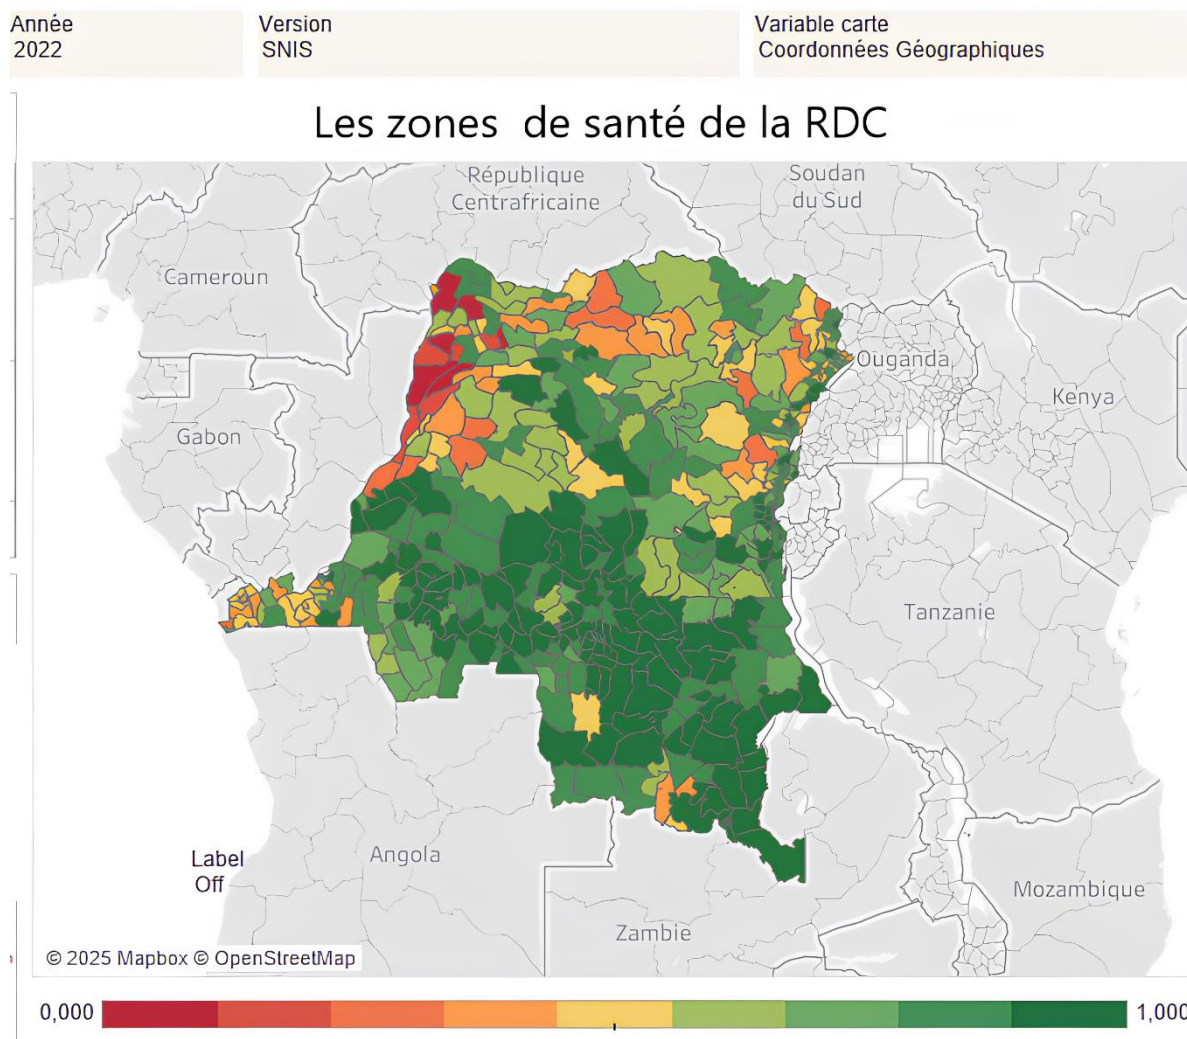 Année
2022
Version
SNIS
Variable carte
Coordonnées Géographiques
Les zones de santé de la RDC
République
Centrafricaine
Soudan
du Sud
Cameroun
Ouganda
Kenya
Gabon
Tanzanie
Angola
Label
Off
Mozambique
Zambie
© 2025 Mapbox © OpenStreetMap
0,000
1,000